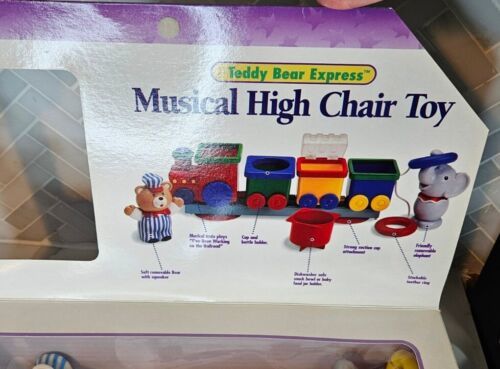 Teddy Bear Express™
Musical High Chair Toy
Soft removable Bear
with squeaker
Musical train plays
"I've Been Working
on the Railroad"
Cup and
bottle holder.
Dishwasher safe
snack bowl or baby
food jar holder.
Strong suction cup
attachment
Friendly
removable
elephant
Stackable
teether ring